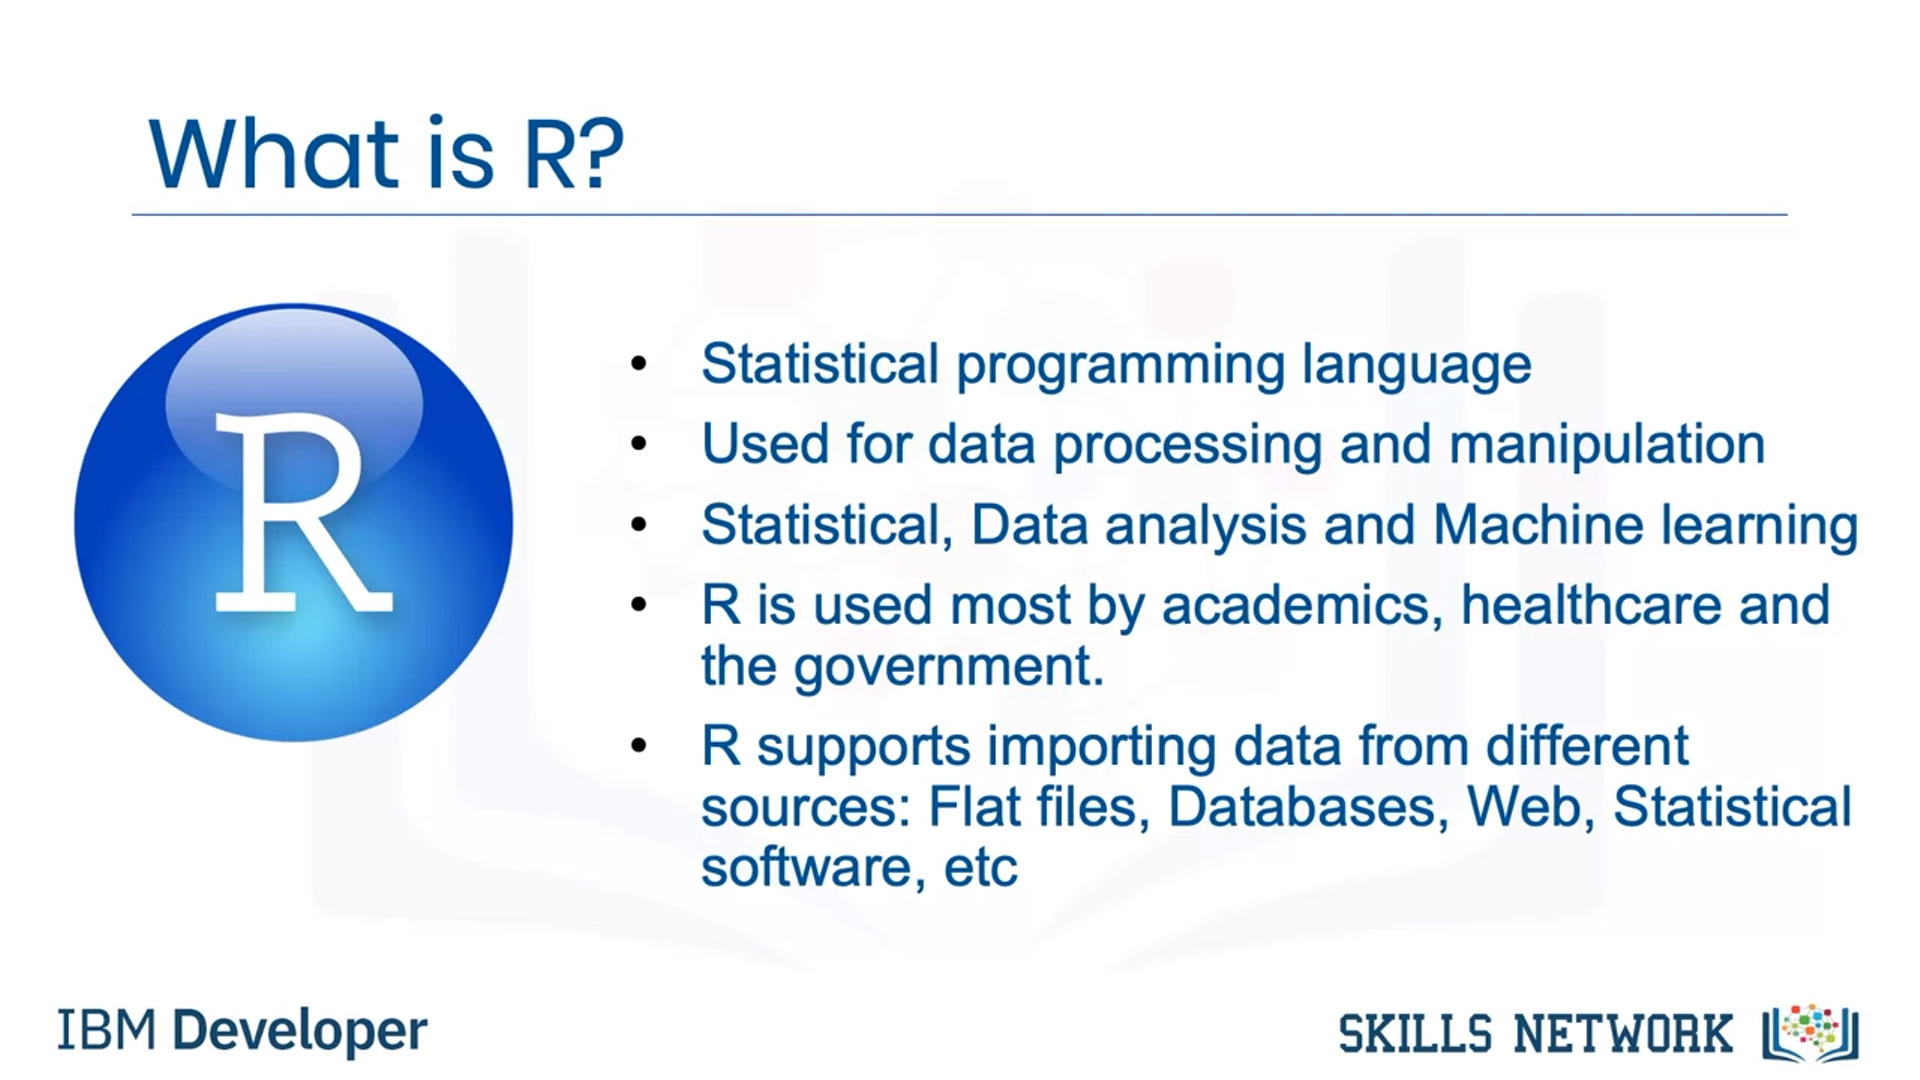 What is R?
R
• Statistical programming language
• Used for data processing and manipulation
• Statistical, Data analysis and Machine learning
• R is used most by academics, healthcare and
the government.
• R supports importing data from different
sources: Flat files, Databases, Web, Statistical
software, etc
IBM Developer
SKILLS NETWORK